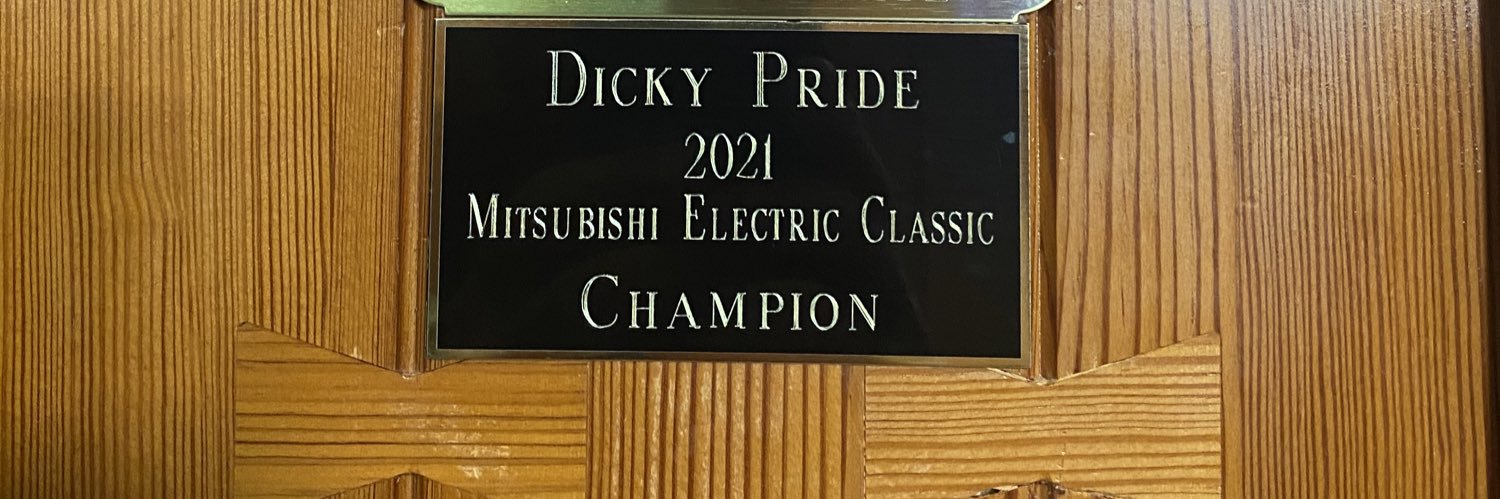 Dicky Pride
2021
Mitsubishi Electric Classic
Champion